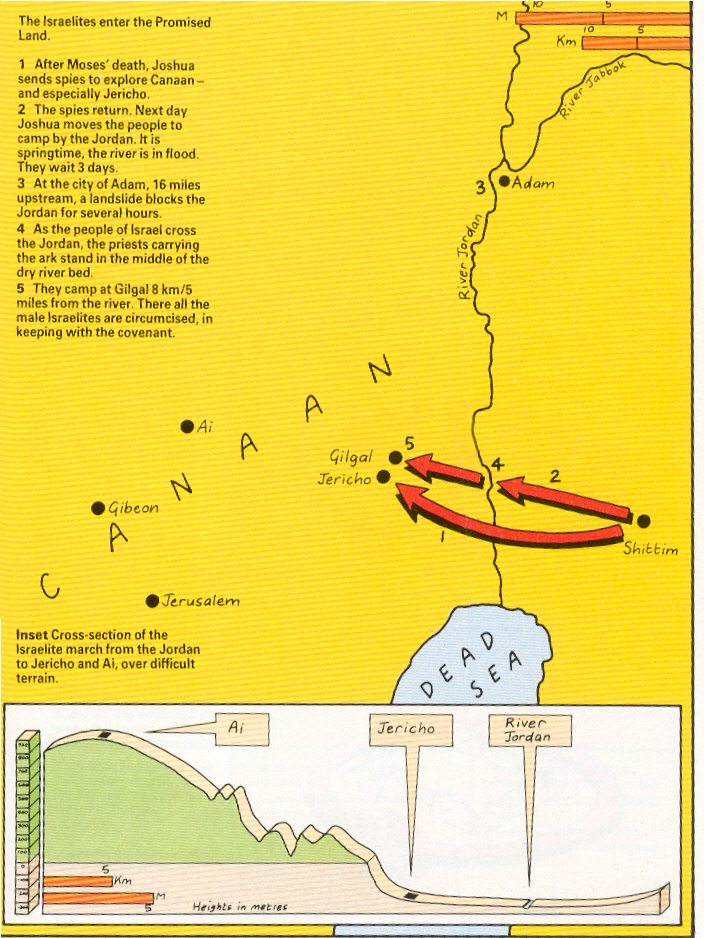 The Israelites enter the Promised
Land.
1 After Moses' death, Joshua
sends spies to explore Canaan –
and especially Jericho.
2 The spies return. Next day
Joshua moves the people to
camp by the Jordan. It is
springtime, the river is in flood.
They wait 3 days.
3 At the city of Adam, 16 miles
upstream, a landslide blocks the
Jordan for several hours.
4 As the people of Israel cross
the Jordan, the priests carrying
the ark stand in the middle of the
dry river bed.
5 They camp at Gilgal 8 km/5
miles from the river. There all the
male Israelites are circumcised, in
keeping with the covenant.
M 10 5
Km 10 5
River Jabbok
3 Adam
River Jordan
CANAAN
Ai
Gilgal
Jericho
5
4
2
1
Gibeon
Shittim
Jerusalem
DEAD
SEA
Inset Cross-section of the
Israelite march from the Jordan
to Jericho and Ai, over difficult
terrain.
Ai
Jericho
River
Jordan
5
Km
M
5
Heights in metres